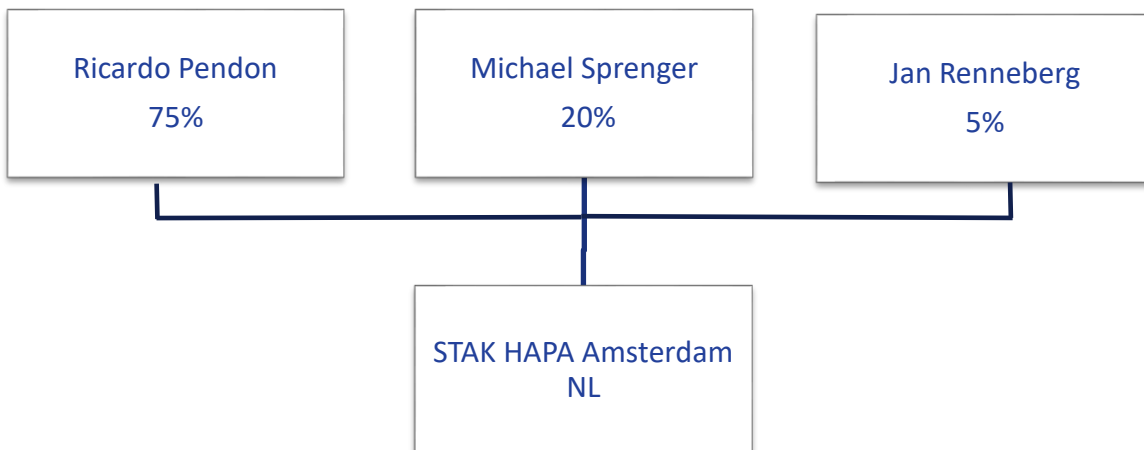 Ricardo Pendon
75%
Michael Sprenger
20%
Jan Renneberg
5%
STAK HAPA Amsterdam
NL